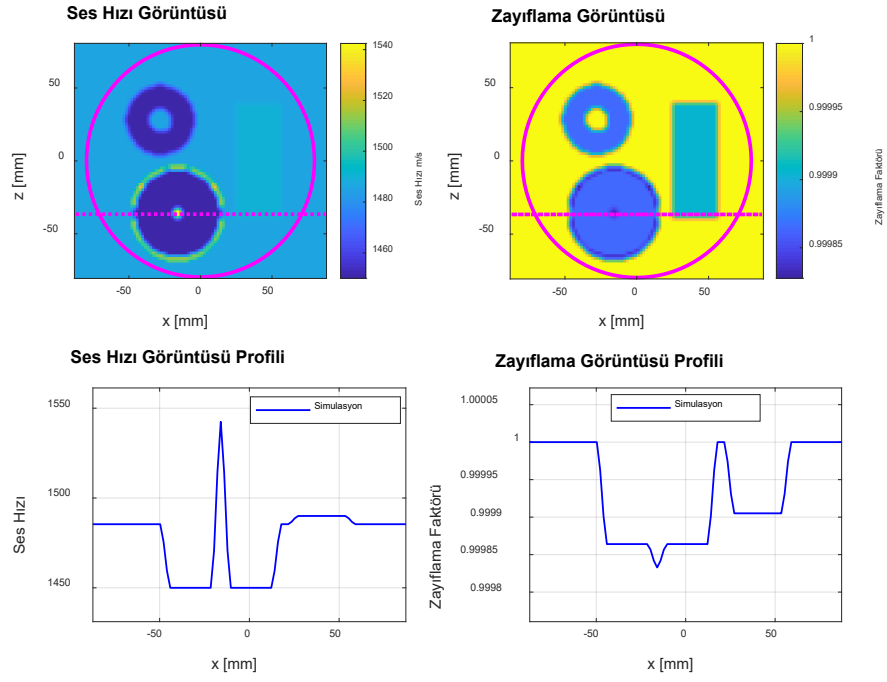 Ses Hızı Görüntüsü
Zayıflama Görüntüsü
z [mm]
50
0
-50
-50
0
50
x [mm]
1540
1520
1500
1480
1460
Ses Hızı m/s
z [mm]
50
0
-50
-50
0
50
x [mm]
1
0.99995
0.9999
0.99985
Zayıflama Faktörü
Ses Hızı Görüntüsü Profili
Zayıflama Görüntüsü Profili
Simulasyon
Ses Hızı
1550
1500
1450
-50
0
50
x [mm]
Simulasyon
Zayıflama Faktörü
1.00005
1
0.99995
0.9999
0.99985
0.9998
-50
0
50
x [mm]